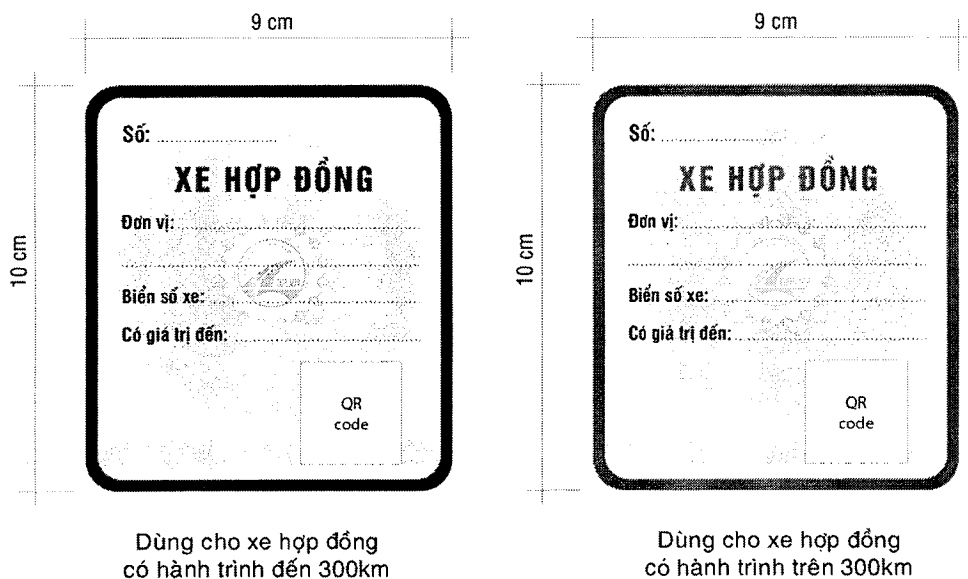 9 cm
10 cm
Số: ........................
XE HỢP ĐỒNG
Đơn vị: ........................
Biển số xe: ........................
Có giá trị đến: ........................
QR
code
Dùng cho xe hợp đồng
có hành trình đến 300km
9 cm
10 cm
Số: ........................
XE HỢP ĐỒNG
Đơn vị: ........................
Biển số xe: ........................
Có giá trị đến: ........................
QR
code
Dùng cho xe hợp đồng
có hành trình trên 300km